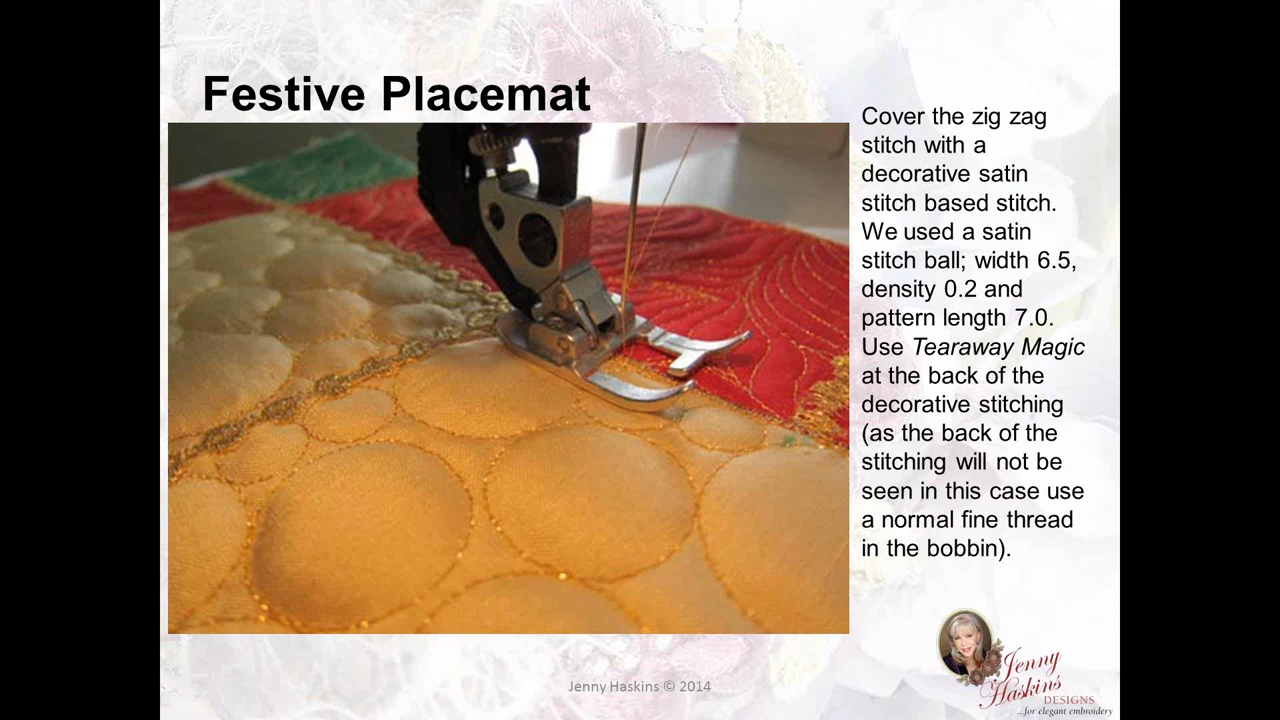 Festive Placemat
Cover the zig zag
stitch with a
decorative satin
stitch based stitch.
We used a satin
stitch ball; width 6.5,
density 0.2 and
pattern length 7.0.
Use Tearaway Magic
at the back of the
decorative stitching
(as the back of the
stitching will not be
seen in this case use
a normal fine thread
in the bobbin).
Jenny Haskins © 2014
Jenny
Haskins
DESIGNS
...for elegant embroidery